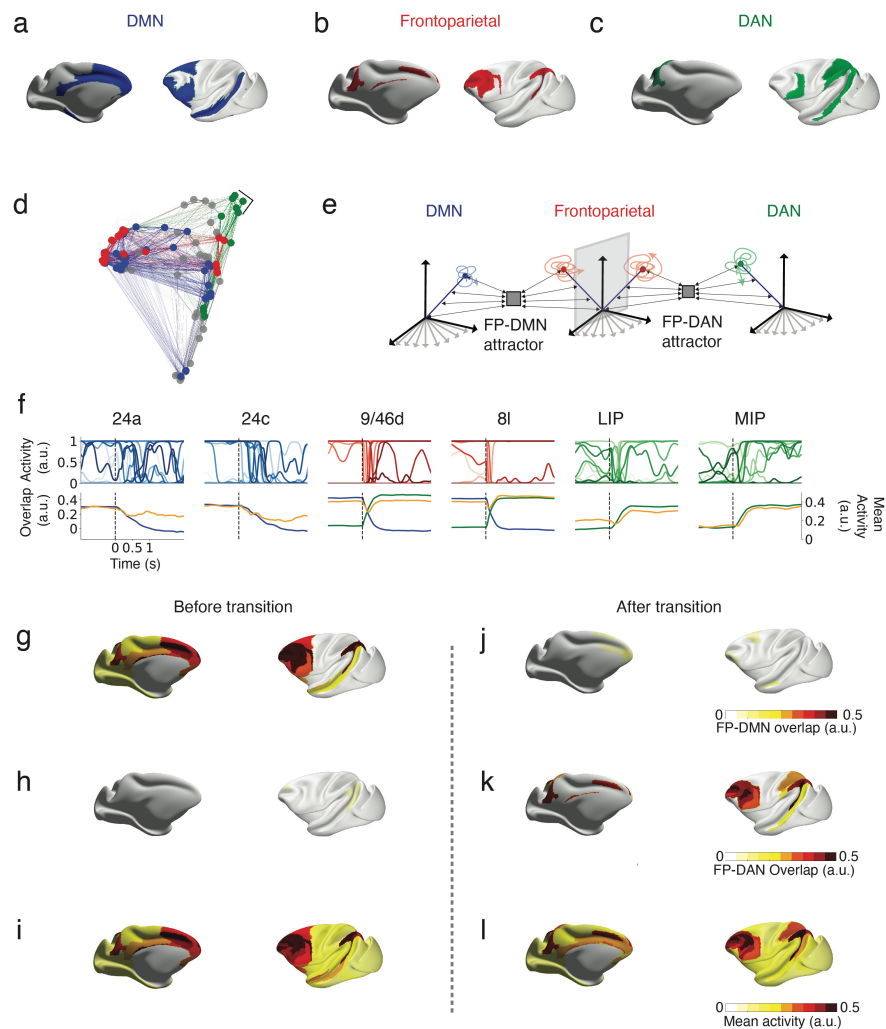 a DMN b Frontoparietal c DAN
d e
DMN Frontoparietal DAN
FP-DMN attractor FP-DAN attractor
f
24a 24c 9/46d 8l LIP MIP
Activity (a.u.)
1
0
Overlap (a.u.)
0.4
0.2
0
0 0.5 1
Time (s)
0.4
0.2
0
Mean Activity (a.u.)
Before transition After transition
g j
0 0.5
FP-DMN overlap (a.u.)
h k
0 0.5
FP-DAN Overlap (a.u.)
i l
0 0.5
Mean activity (a.u.)